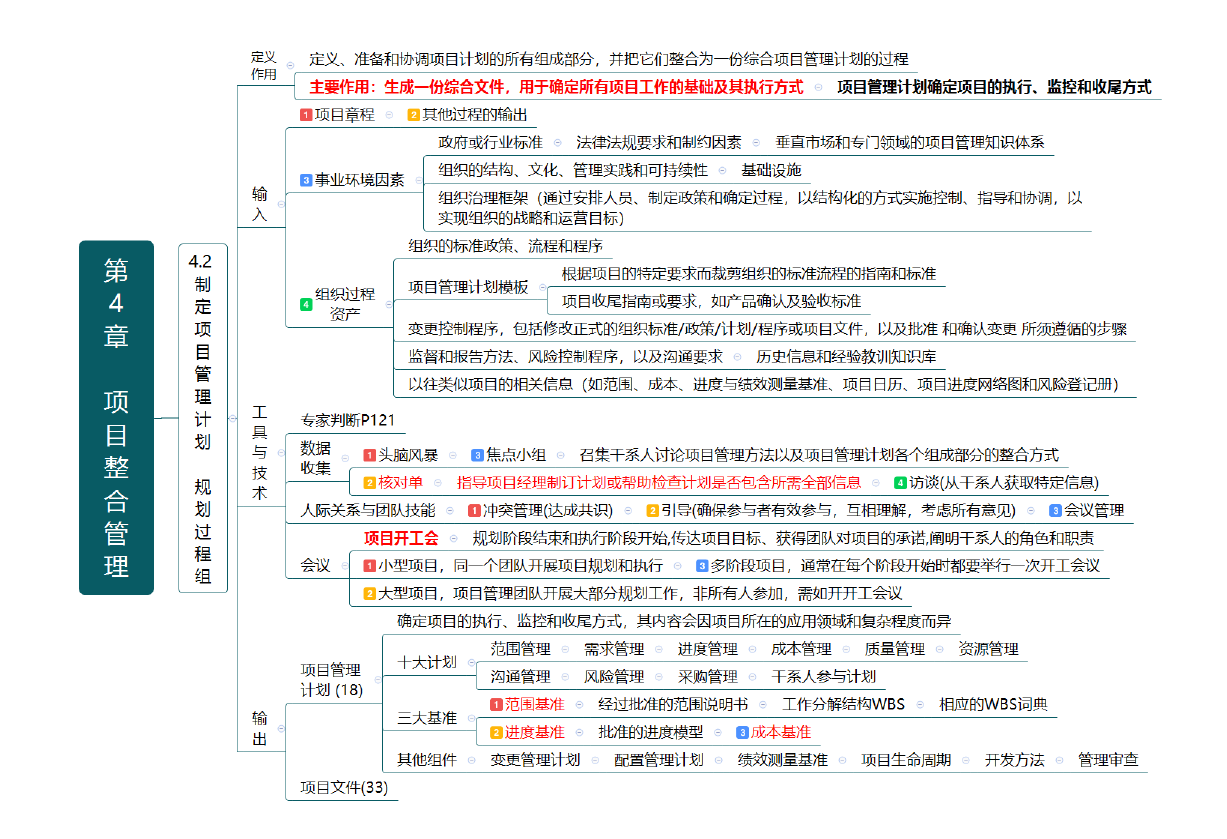 第4章 项目整合管理
4.2 制定项目管理计划 规划过程组
定义
作用
定义、准备和协调项目计划的所有组成部分，并把它们整合为一份综合项目管理计划的过程
主要作用：生成一份综合文件，用于确定所有项目工作的基础及其执行方式 项目管理计划确定项目的执行、监控和收尾方式
输入
1 项目章程 2 其他过程的输出
3 事业环境因素
政府或行业标准 法律法规要求和制约因素 垂直市场和专门领域的项目管理知识体系
组织的结构、文化、管理实践和可持续性 基础设施
组织治理框架（通过安排人员、制定政策和确定过程，以结构化的方式实施控制、指导和协调，以
实现组织的战略和运营目标）
4 组织过程
资产
组织的标准政策、流程和程序
项目管理计划模板
根据项目的特定要求而裁剪组织的标准流程的指南和标准
项目收尾指南或要求，如产品确认及验收标准
变更控制程序，包括修改正式的组织标准/政策/计划/程序或项目文件，以及批准 和确认变更 所须遵循的步骤
监督和报告方法、风险控制程序，以及沟通要求 历史信息和经验教训知识库
以往类似项目的相关信息（如范围、成本、进度与绩效测量基准、项目日历、项目进度网络图和风险登记册）
工具与技术
专家判断P121
数据
收集
1 头脑风暴 3 焦点小组 召集干系人讨论项目管理方法以及项目管理计划各个组成部分的整合方式
2 核对单 指导项目经理制订计划或帮助检查计划是否包含所需全部信息 4 访谈(从干系人获取特定信息)
人际关系与团队技能 1 冲突管理(达成共识) 2 引导(确保参与者有效参与，互相理解，考虑所有意见) 3 会议管理
会议
项目开工会 规划阶段结束和执行阶段开始,传达项目目标、获得团队对项目的承诺,阐明干系人的角色和职责
1 小型项目，同一个团队开展项目规划和执行 3 多阶段项目，通常在每个阶段开始时都要举行一次开工会议
2 大型项目，项目管理团队开展大部分规划工作，非所有人参加，需如开开工会议
输出
项目管理
计划 (18)
确定项目的执行、监控和收尾方式，其内容会因项目所在的应用领域和复杂程度而异
十大计划
范围管理 需求管理 进度管理 成本管理 质量管理 资源管理
沟通管理 风险管理 采购管理 干系人参与计划
三大基准
1 范围基准 经过批准的范围说明书 工作分解结构WBS 相应的WBS词典
2 进度基准 批准的进度模型 3 成本基准
其他组件 变更管理计划 配置管理计划 绩效测量基准 项目生命周期 开发方法 管理审查
项目文件(33)